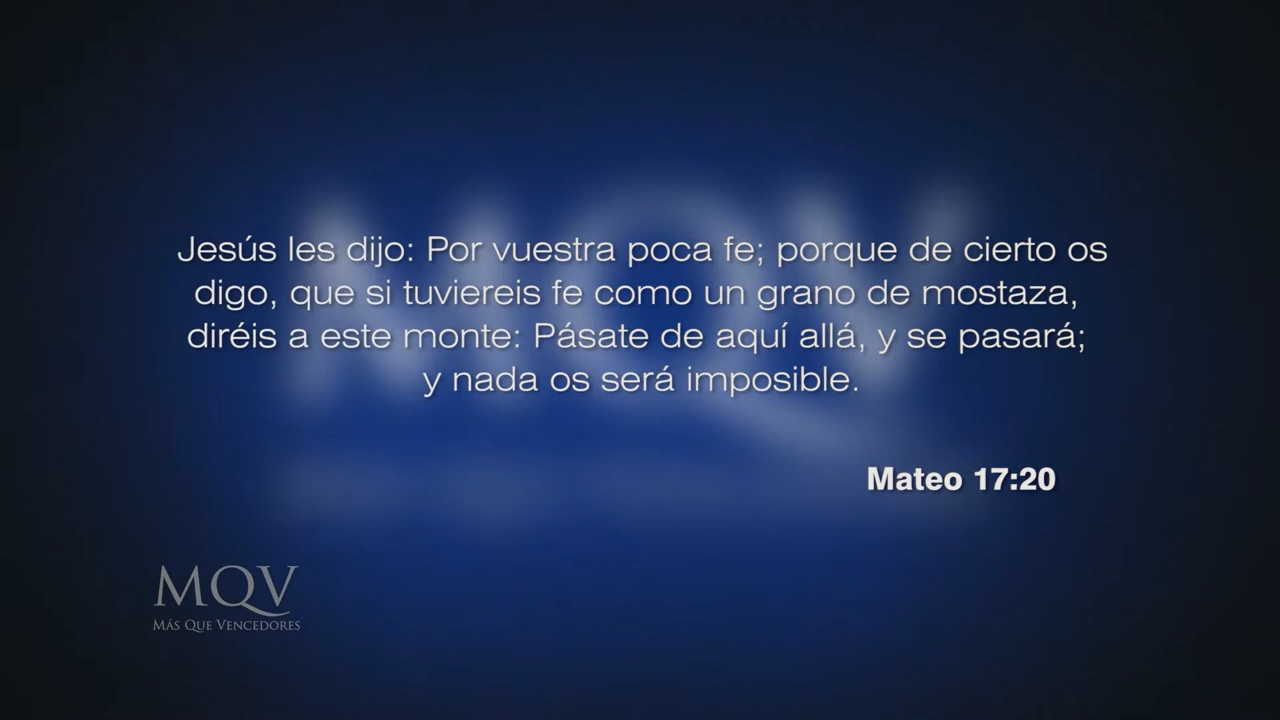 Jesús les dijo: Por vuestra poca fe; porque de cierto os
digo, que si tuviereis fe como un grano de mostaza,
diréis a este monte: Pásate de aquí allá, y se pasará;
y nada os será imposible.
Mateo 17:20
MQV
MÁS QUE VENCEDORES